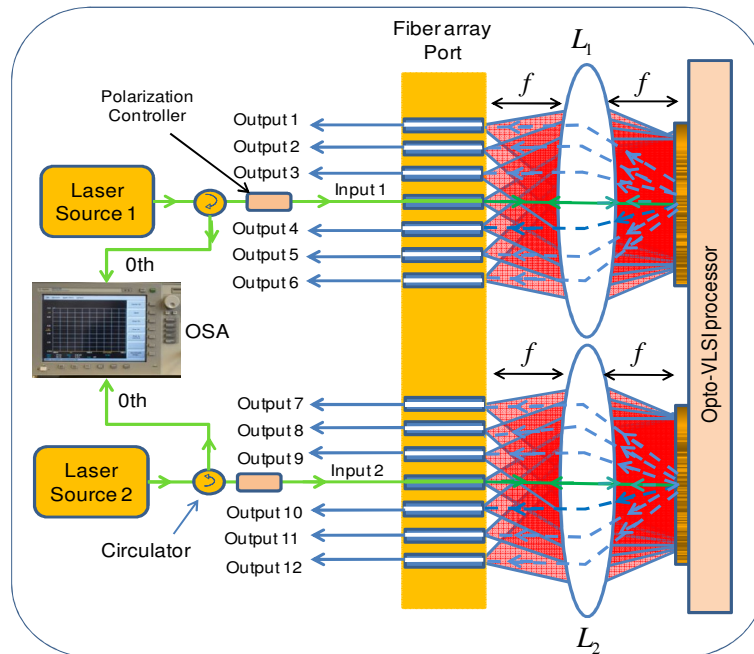 Fiber array
Port
L1
f
f
Polarization
Controller
Output 1
Output 2
Output 3
Laser
Source 1
Input 1
Output 4
Output 5
Output 6
0th
OSA
Opto-VLSI processor
f
f
0th
Output 7
Output 8
Output 9
Laser
Source 2
Input 2
Output 10
Output 11
Output 12
Circulator
L2